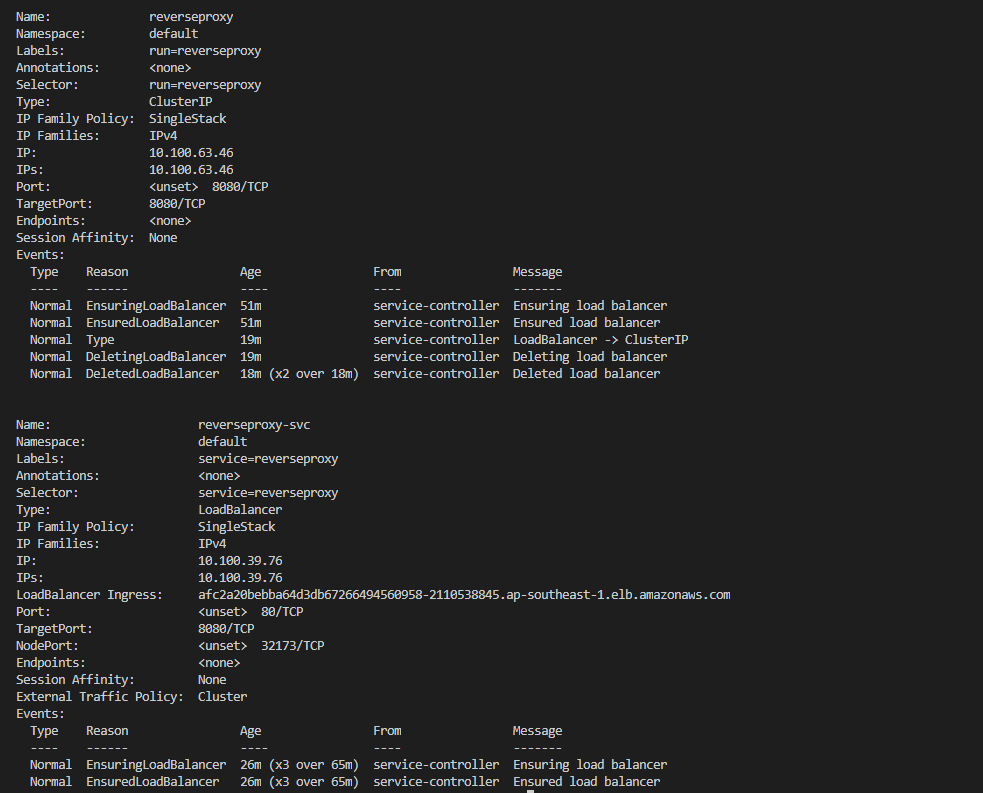 Name:              reverseproxy
Namespace:         default
Labels:            run=reverseproxy
Annotations:       <none>
Selector:          run=reverseproxy
Type:              ClusterIP
IP Family Policy:  SingleStack
IP Families:       IPv4
IP:                10.100.63.46
IPs:               10.100.63.46
Port:              <unset>  8080/TCP
TargetPort:        8080/TCP
Endpoints:         <none>
Session Affinity:  None
Events:
  Type    Reason                Age                From                Message
  ----    ------                ----               ----                -------
  Normal  EnsuringLoadBalancer  51m                service-controller  Ensuring load balancer
  Normal  EnsuredLoadBalancer   51m                service-controller  Ensured load balancer
  Normal  Type                  19m                service-controller  LoadBalancer -> ClusterIP
  Normal  DeletingLoadBalancer  19m                service-controller  Deleting load balancer
  Normal  DeletedLoadBalancer   18m (x2 over 18m)  service-controller  Deleted load balancer
Name:                     reverseproxy-svc
Namespace:                default
Labels:                   service=reverseproxy
Annotations:              <none>
Selector:                 service=reverseproxy
Type:                     LoadBalancer
IP Family Policy:         SingleStack
IP Families:              IPv4
IP:                       10.100.39.76
IPs:                      10.100.39.76
LoadBalancer Ingress:     afc2a20bebba64d3db67266494560958-2110538845.ap-southeast-1.elb.amazonaws.com
Port:                     <unset>  80/TCP
TargetPort:               8080/TCP
NodePort:                 <unset>  32173/TCP
Endpoints:                <none>
Session Affinity:         None
External Traffic Policy:  Cluster
Events:
  Type    Reason                Age                From                Message
  ----    ------                ----               ----                -------
  Normal  EnsuringLoadBalancer  26m (x3 over 65m)  service-controller  Ensuring load balancer
  Normal  EnsuredLoadBalancer   26m (x3 over 65m)  service-controller  Ensured load balancer